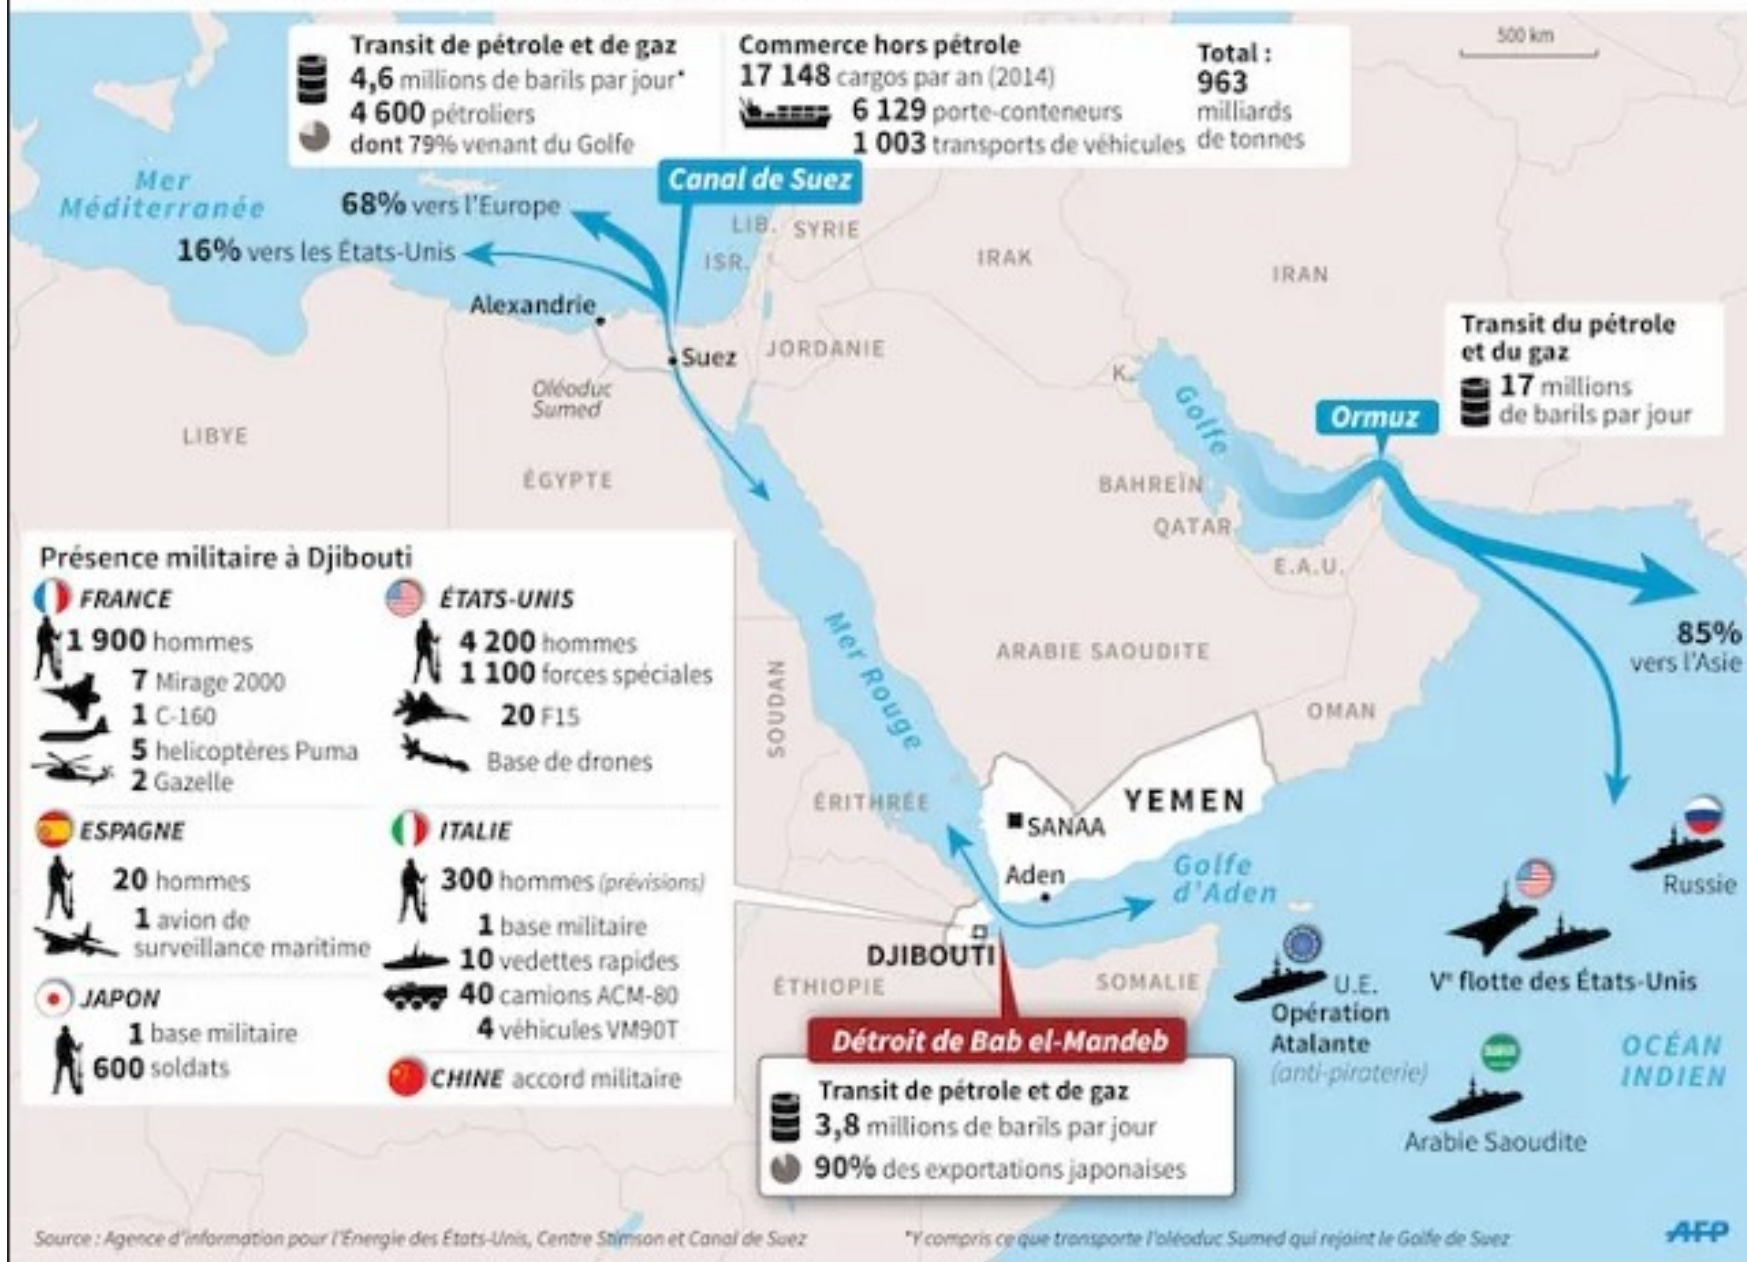 Transit de pétrole et de gaz
4,6 millions de barils par jour*
4 600 pétroliers
dont 79% venant du Golfe
Commerce hors pétrole
17 148 cargos par an (2014)
6 129 porte-conteneurs
1 003 transports de véhicules
Total :
963
milliards
de tonnes
500 km
Mer
Méditerranée
68% vers l'Europe
16% vers les États-Unis
Canal de Suez
LIB.
SYRIE
ISR.
IRAK
IRAN
Alexandrie
Suez
JORDANIE
Oléoduc
Sumed
LIBYE
ÉGYPTE
K.
Golfe
Ormuz
Transit du pétrole
et du gaz
17 millions
de barils par jour
BAHREÏN
QATAR
E.A.U.
85%
vers l'Asie
ARABIE SAOUDITE
OMAN
Mer Rouge
SOUDAN
ÉRITHRÉE
YEMEN
SANAA
Aden
Golfe
d'Aden
DJIBOUTI
ÉTHIOPIE
SOMALIE
Présence militaire à Djibouti
FRANCE
1 900 hommes
7 Mirage 2000
1 C-160
5 helicoptères Puma
2 Gazelle
ÉTATS-UNIS
4 200 hommes
1 100 forces spéciales
20 F15
Base de drones
ESPAGNE
20 hommes
1 avion de
surveillance maritime
ITALIE
300 hommes (prévisions)
1 base militaire
10 vedettes rapides
40 camions ACM-80
4 véhicules VM90T
JAPON
1 base militaire
600 soldats
CHINE accord militaire
Détroit de Bab el-Mandeb
Transit de pétrole et de gaz
3,8 millions de barils par jour
90% des exportations japonaises
Russie
Ve flotte des États-Unis
U.E.
Opération
Atalante
(anti-piraterie)
Arabie Saoudite
OCÉAN
INDIEN
Source : Agence d'information pour l'Énergie des États-Unis, Centre Stimson et Canal de Suez
*Y compris ce que transporte l'oléoduc Sumed qui rejoint le Golfe de Suez
AFP